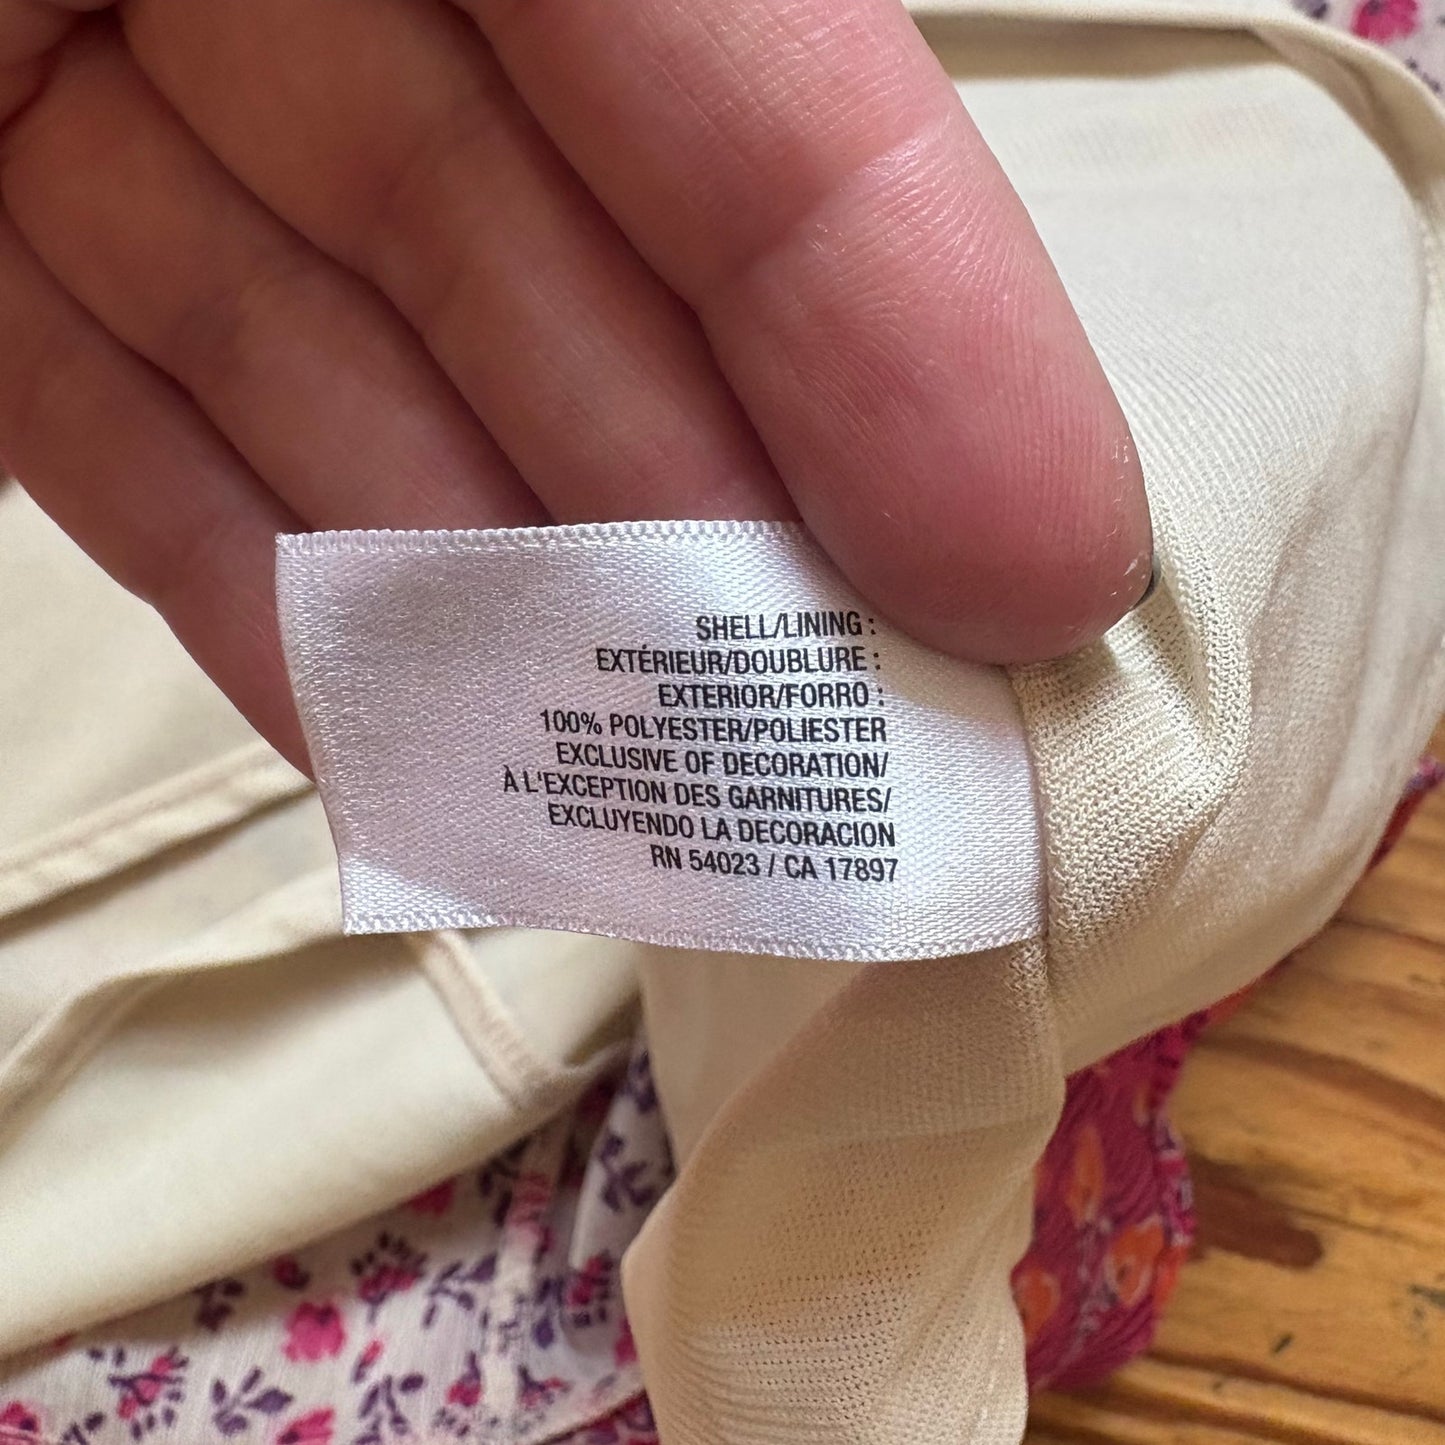 SHELL/LINING :
EXTÉRIEUR/DOUBLURE :
EXTERIOR/FORRO :
100% POLYESTER/POLIESTER
EXCLUSIVE OF DECORATION/
À L'EXCEPTION DES GARNITURES/
EXCLUYENDO LA DECORACION
RN 54023 / CA 17897